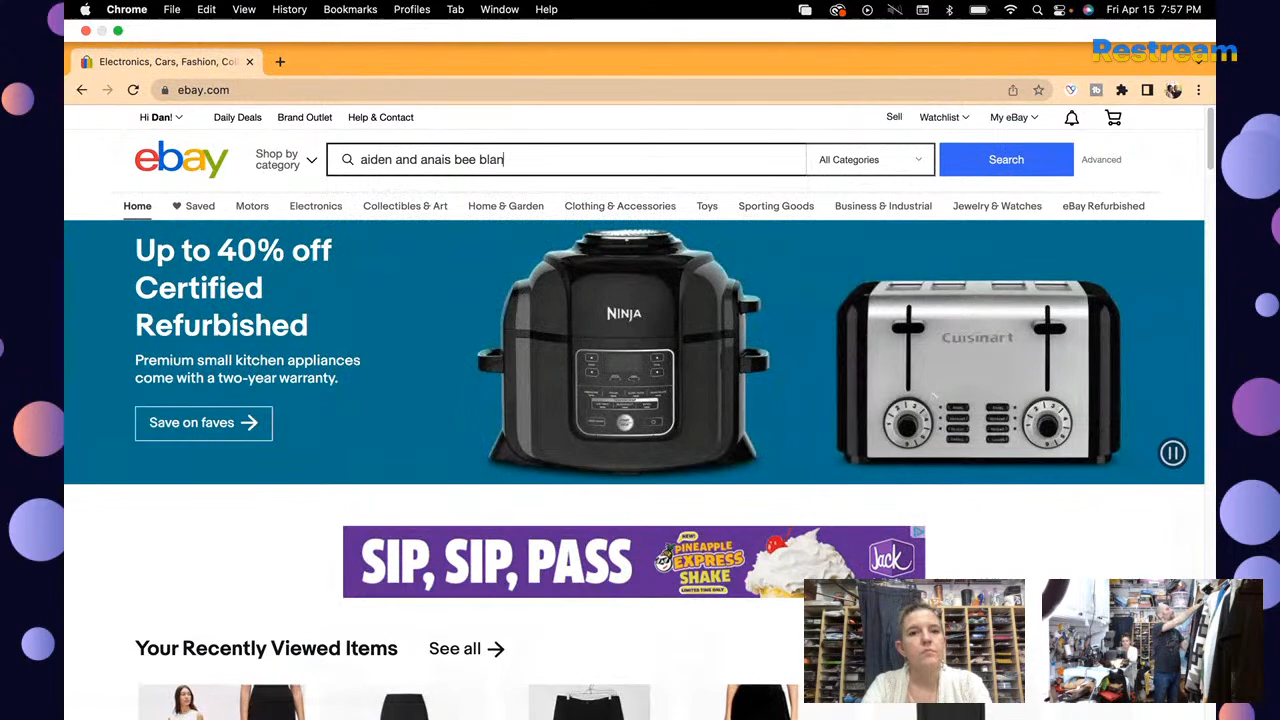 Chrome File Edit View History Bookmarks Profiles Tab Window Help Fri Apr 15 7:57 PM
Restream
Electronics, Cars, Fashion, Coll
ebay.com
Hi Dan! Daily Deals Brand Outlet Help & Contact Sell Watchlist My eBay
ebay Shop by category aiden and anais bee blan All Categories Search Advanced
Home Saved Motors Electronics Collectibles & Art Home & Garden Clothing & Accessories Toys Sporting Goods Business & Industrial Jewelry & Watches eBay Refurbished
Up to 40% off
Certified
Refurbished
Premium small kitchen appliances
come with a two-year warranty.
Save on faves
NINJA
Cuisinart
SIP, SIP, PASS
NEW!
PINEAPPLE
EXPRESS
SHAKE
LIMITED TIME ONLY
Jack
Your Recently Viewed Items See all